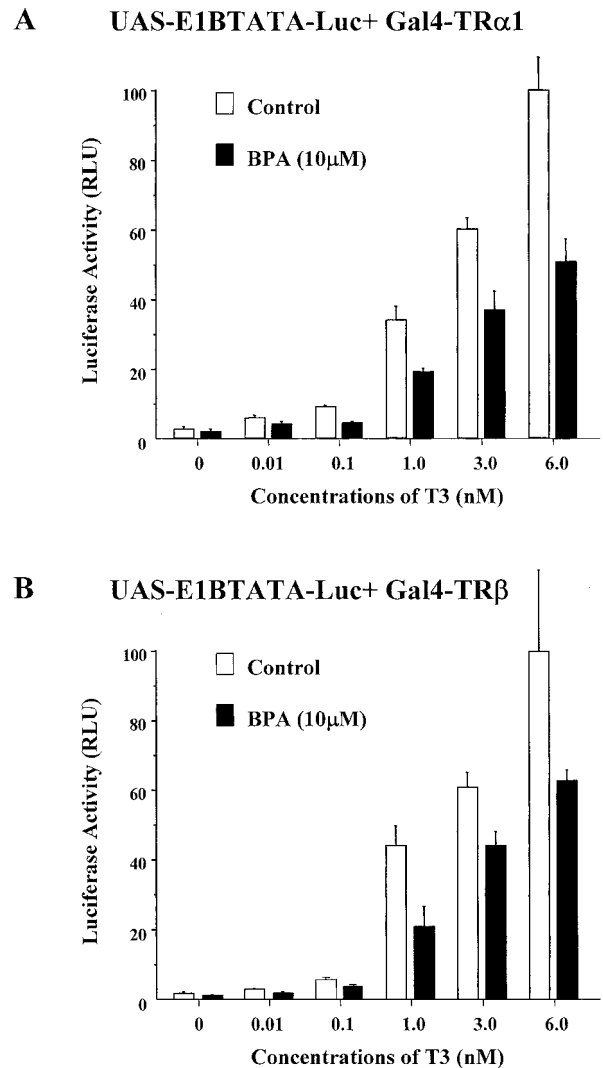 A
UAS-E1BTATA-Luc+ Gal4-TRα1
Luciferase Activity (RLU)
100
80
60
40
20
0
Control
BPA (10μM)
0 0.01 0.1 1.0 3.0 6.0
Concentrations of T3 (nM)
B
UAS-E1BTATA-Luc+ Gal4-TRβ
Luciferase Activity (RLU)
100
80
60
40
20
0
Control
BPA (10μM)
0 0.01 0.1 1.0 3.0 6.0
Concentrations of T3 (nM)